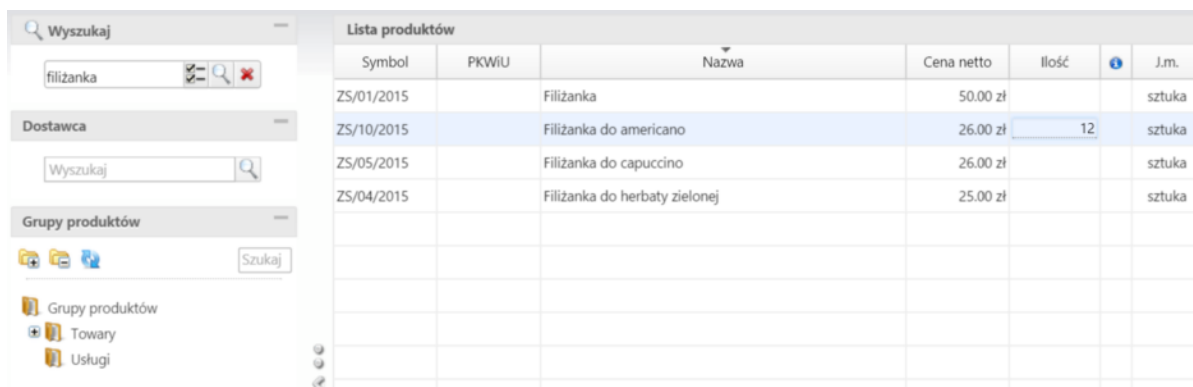 Wyszukaj
filiżanka
Dostawca
Wyszukaj
Grupy produktów
Szukaj
Grupy produktów
Towary
Usługi
Lista produktów
Symbol PKWiU Nazwa Cena netto Ilość J.m.
ZS/01/2015 Filiżanka 50.00 zł sztuka
ZS/10/2015 Filiżanka do americano 26.00 zł 12 sztuka
ZS/05/2015 Filiżanka do capuccino 26.00 zł sztuka
ZS/04/2015 Filiżanka do herbaty zielonej 25.00 zł sztuka